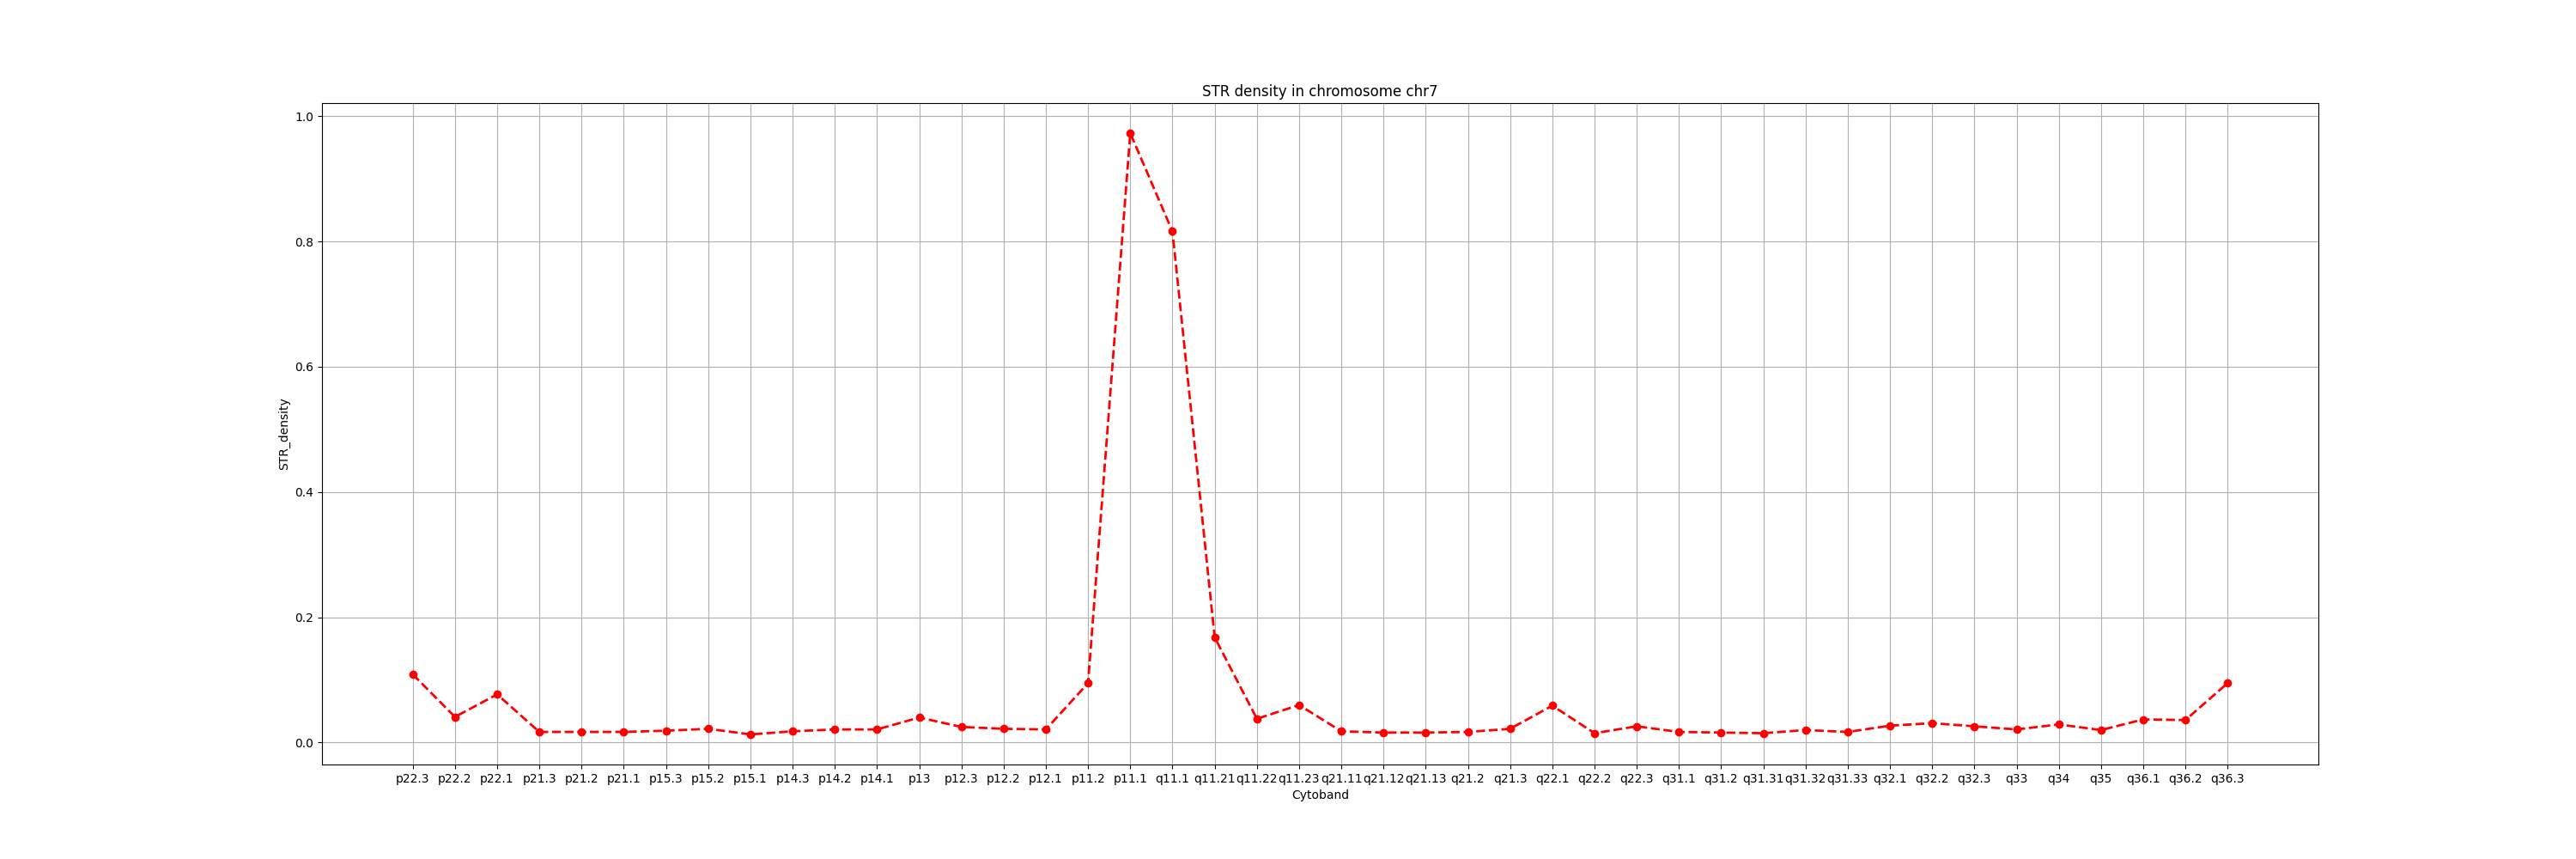 STR density in chromosome chr7
1.0
0.8
0.6
0.4
0.2
0.0
STR_density
p22.3 p22.2 p22.1 p21.3 p21.2 p21.1 p15.3 p15.2 p15.1 p14.3 p14.2 p14.1 p13 p12.3 p12.2 p12.1 p11.2 p11.1 q11.1 q11.21 q11.22 q11.23 q21.11 q21.12 q21.13 q21.2 q21.3 q22.1 q22.2 q22.3 q31.1 q31.2 q31.31 q31.32 q31.33 q32.1 q32.2 q32.3 q33 q34 q35 q36.1 q36.2 q36.3
Cytoband